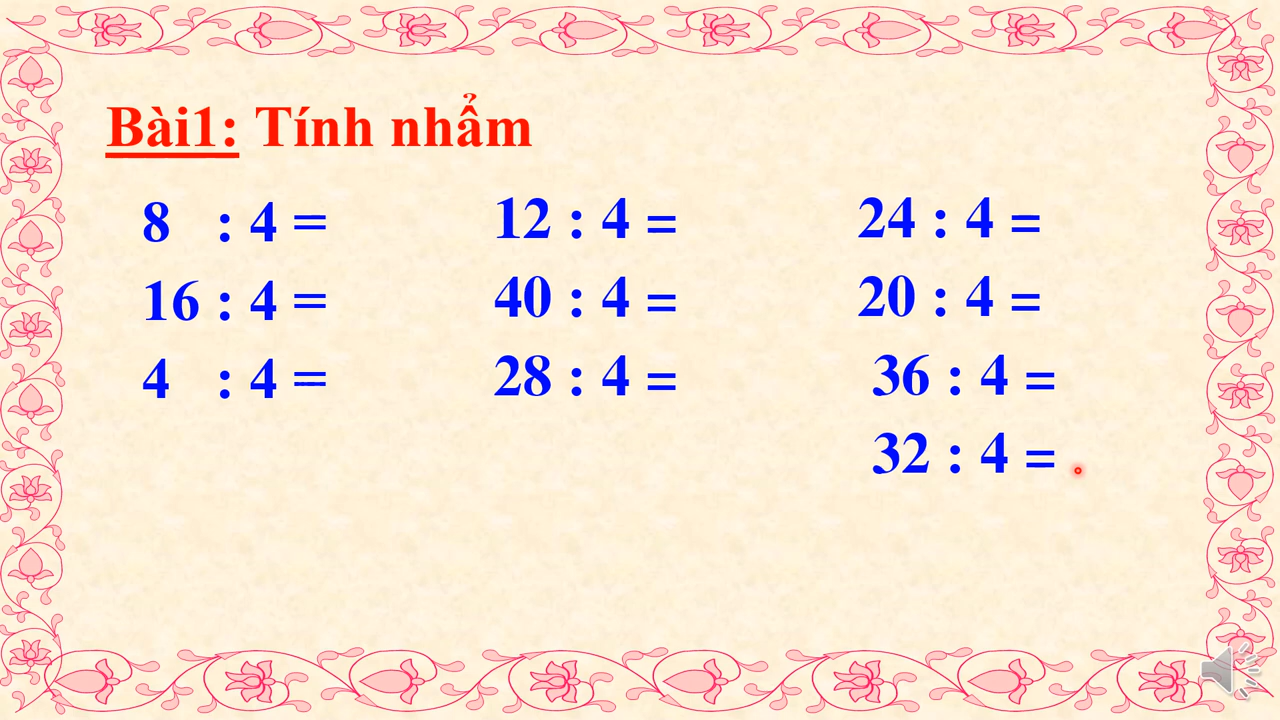 Bài1: Tính nhẩm
8 : 4 =
16 : 4 =
4 : 4 =
12 : 4 =
40 : 4 =
28 : 4 =
24 : 4 =
20 : 4 =
36 : 4 =
32 : 4 =